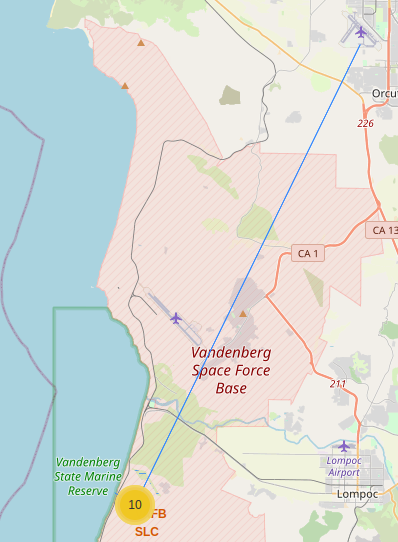 Orcut
226
CA 13
CA 1
Vandenberg
Space Force
Base
211
Lompoc
Airport
Vandenberg
State Marine
Reserve
Lompoc
10
FB
SLC